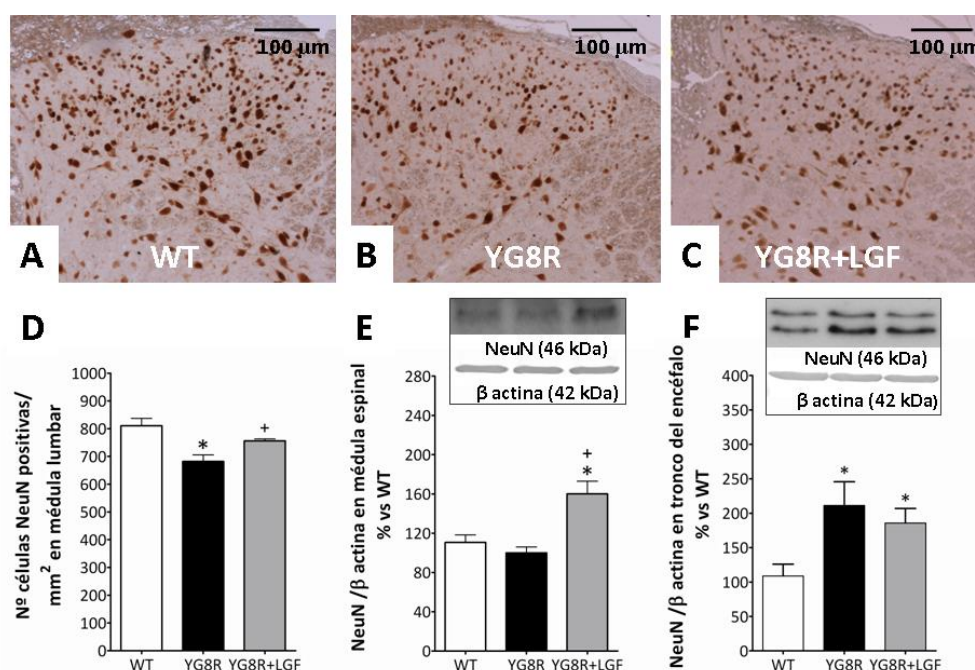 100 µm
100 µm
100 µm
A
WT
B
YG8R
C
YG8R+LGF
D
Nº células NeuN positivas/
mm² en médula lumbar
1000
900
800
700
600
500
400
300
200
100
0
*
+
WT
YG8R
YG8R+LGF
E
NeuN (46 kDa)
β actina (42 kDa)
NeuN /β actina en médula espinal
% vs WT
280
240
200
160
120
80
40
0
+
*
WT
YG8R
YG8R+LGF
F
NeuN (46 kDa)
β actina (42 kDa)
NeuN /β actina en tronco del encéfalo
% vs WT
400
350
300
250
200
150
100
50
0
*
*
WT
YG8R
YG8R+LGF